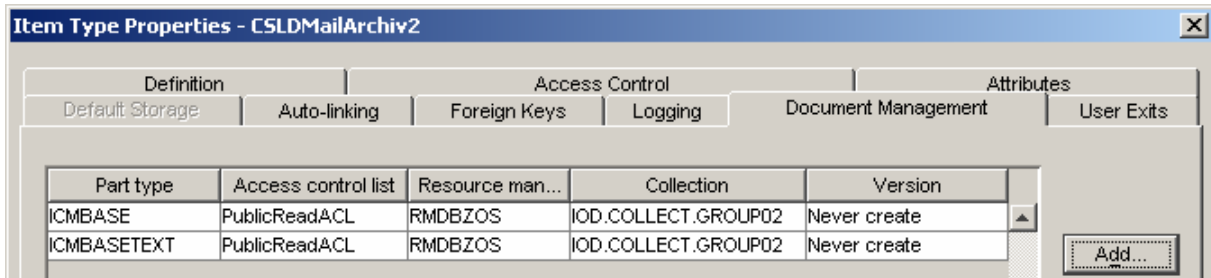 Item Type Properties - CSLDMailArchiv2
Definition Access Control Attributes
Default Storage Auto-linking Foreign Keys Logging Document Management User Exits
Part type Access control list Resource man... Collection Version
ICMBASE PublicReadACL RMDBZOS IOD.COLLECT.GROUP02 Never create
ICMBASETEXT PublicReadACL RMDBZOS IOD.COLLECT.GROUP02 Never create
Add...